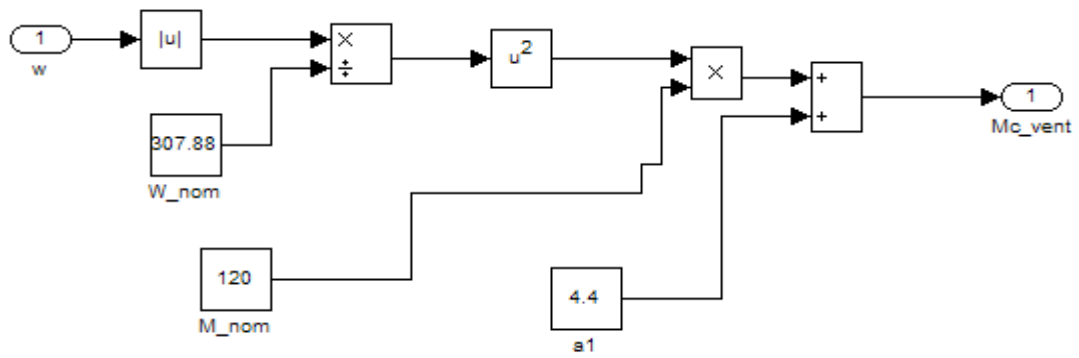 1
w
|u|
×
÷
307.88
W_nom
u²
×
+
+
1
Mc_vent
120
M_nom
4.4
a1